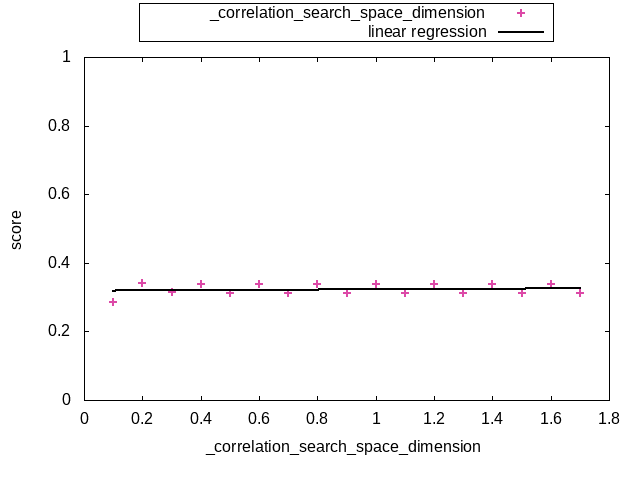 _correlation_search_space_dimension
linear regression
1
0.8
0.6
0.4
0.2
0
score
0 0.2 0.4 0.6 0.8 1 1.2 1.4 1.6 1.8
_correlation_search_space_dimension